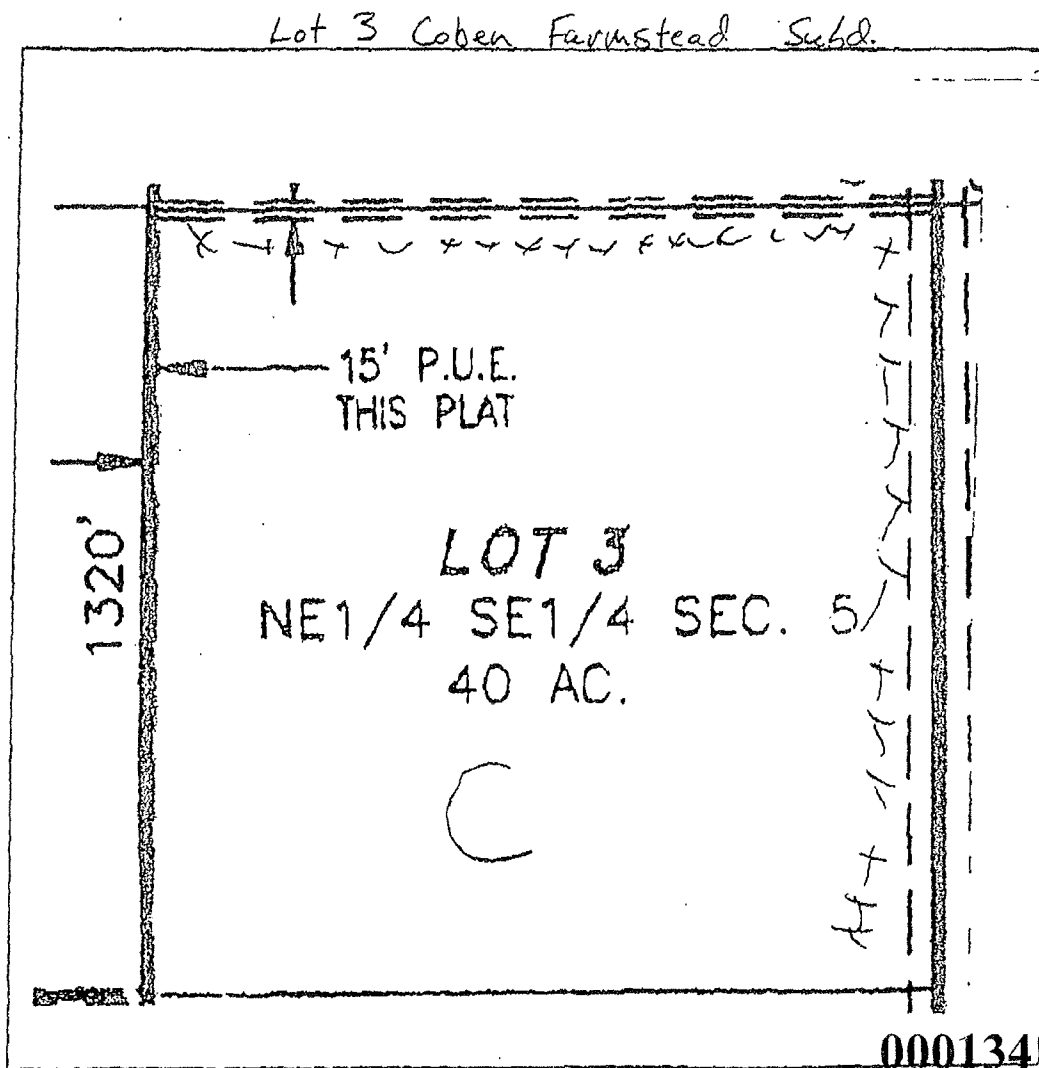 Lot 3 Coben Farmstead Subd.
15' P.U.E.
THIS PLAT
1320'
LOT 3
NE1/4 SE1/4 SEC. 5
40 AC.
C